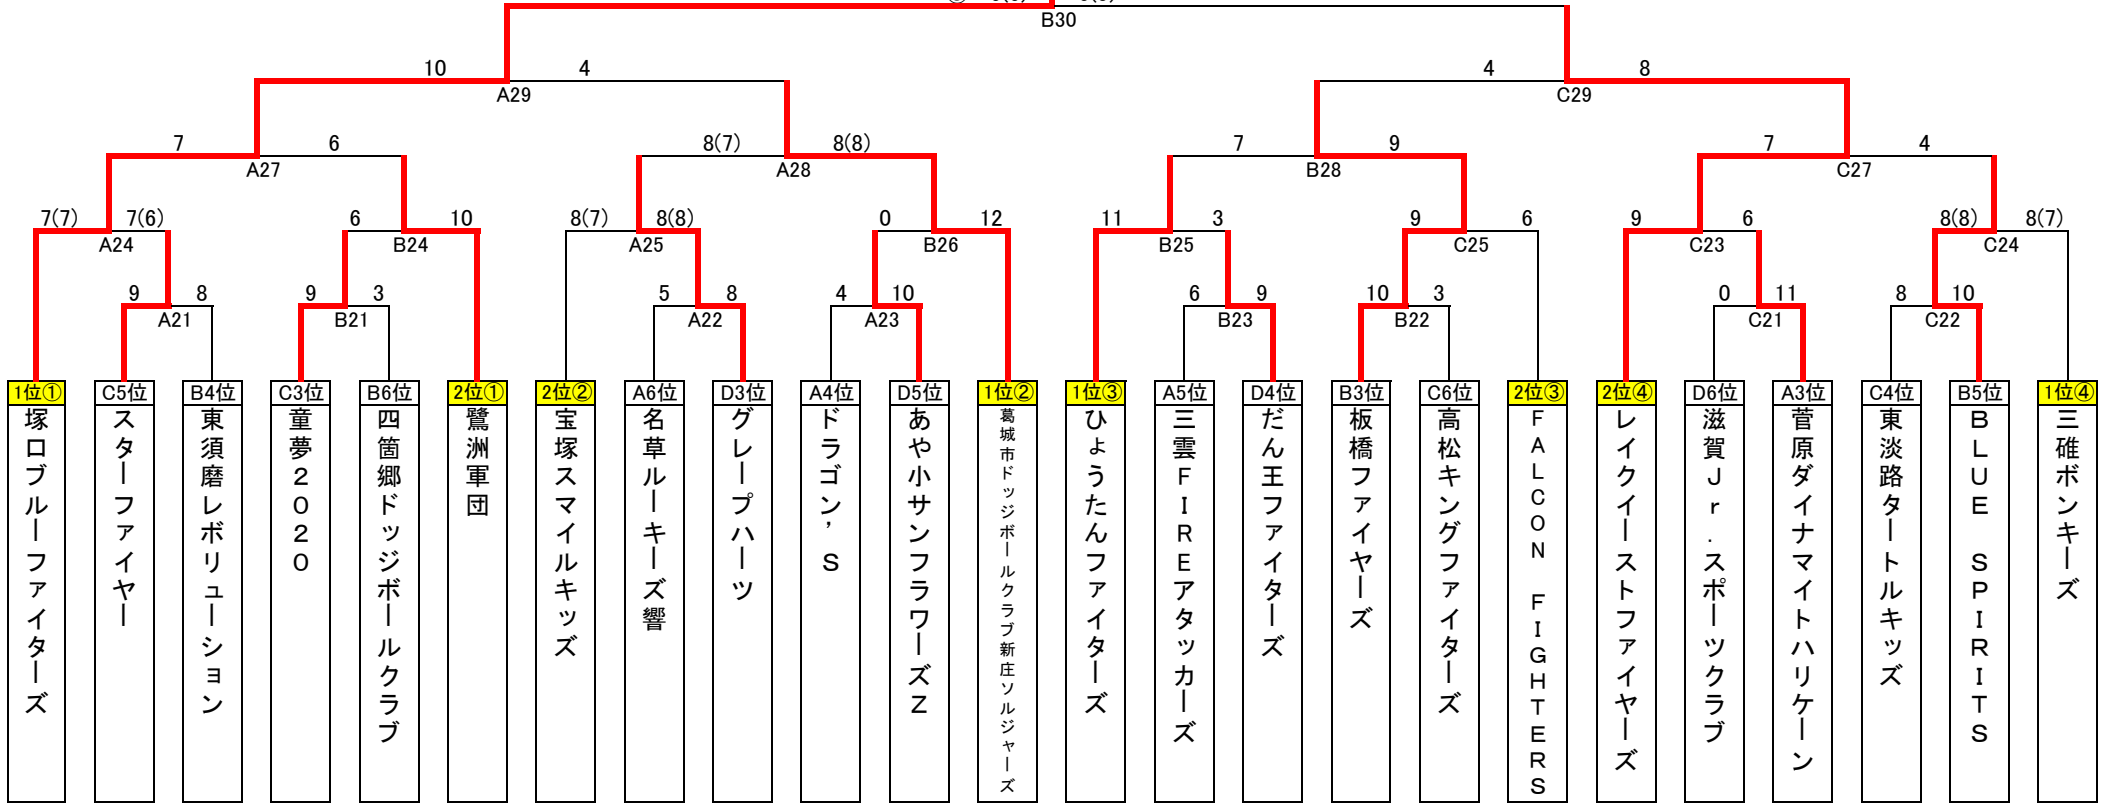 B30
10 4 4 8
A29 C29
7 6 8(7) 8(8) 7 9 7 4
A27 A28 B28 C27
7(7) 7(6) 6 10 8(7) 8(8) 0 12 11 3 9 6 9 6 8(8) 8(7)
A24 B24 A25 B26 B25 C25 C23 C24
9 8 9 3 5 8 4 10 6 9 10 3 0 11 8 10
A21 B21 A22 A23 B23 B22 C21 C22
1位① C5位 B4位 C3位 B6位 2位① 2位② A6位 D3位 A4位 D5位 1位② 1位③ A5位 D4位 B3位 C6位 2位③ 2位④ D6位 A3位 C4位 B5位 1位④
塚口ブルーファイターズ
スターファイヤー
東須磨レボリューション
童夢2020
四箇郷ドッジボールクラブ
鷺洲軍団
宝塚スマイルキッズ
名草ルーキーズ響
グレープハーツ
ドラゴン’S
あや小サンフラワーズZ
葛城市ドッジボールクラブ新庄ソルジャーズ
ひょうたんファイターズ
三雲FIREアタッカーズ
だん王ファイターズ
板橋ファイヤーズ
高松キングファイターズ
FALCON FIGHTERS
レイクイーストファイヤーズ
滋賀Jr.スポーツクラブ
菅原ダイナマイトハリケーン
東淡路タートルキッズ
BLUE SPIRITS
三碓ボンキーズ